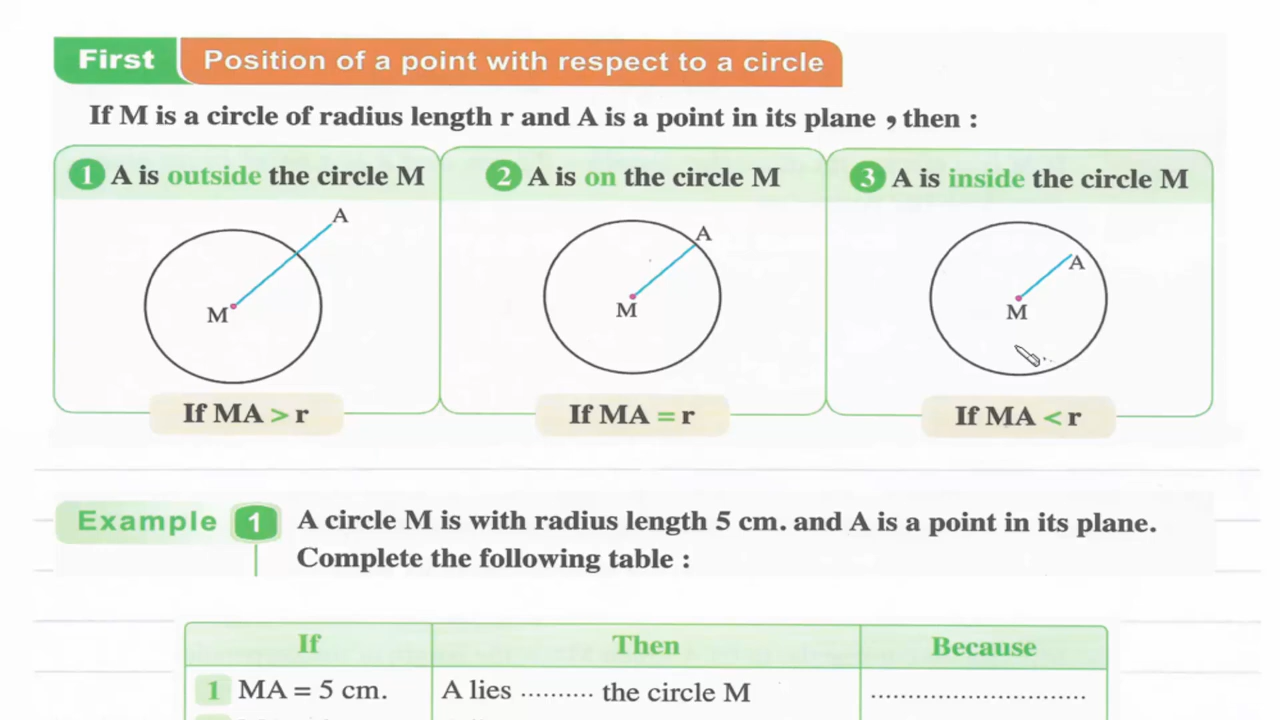 First Position of a point with respect to a circle
If M is a circle of radius length r and A is a point in its plane , then :
1 A is outside the circle M
2 A is on the circle M
3 A is inside the circle M
A
M
A
M
A
M
If MA > r
If MA = r
If MA < r
Example 1 A circle M is with radius length 5 cm. and A is a point in its plane.
Complete the following table :
If Then Because
1 MA = 5 cm. A lies .......... the circle M ............................